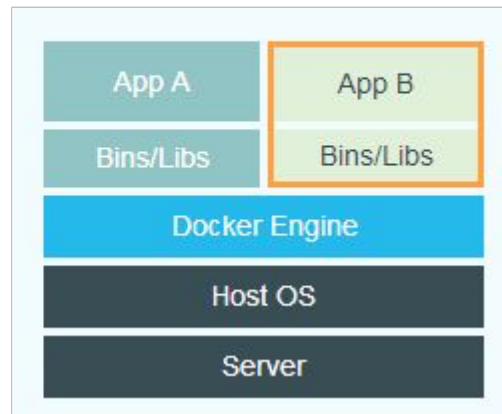 App A App B
Bins/Libs Bins/Libs
Docker Engine
Host OS
Server